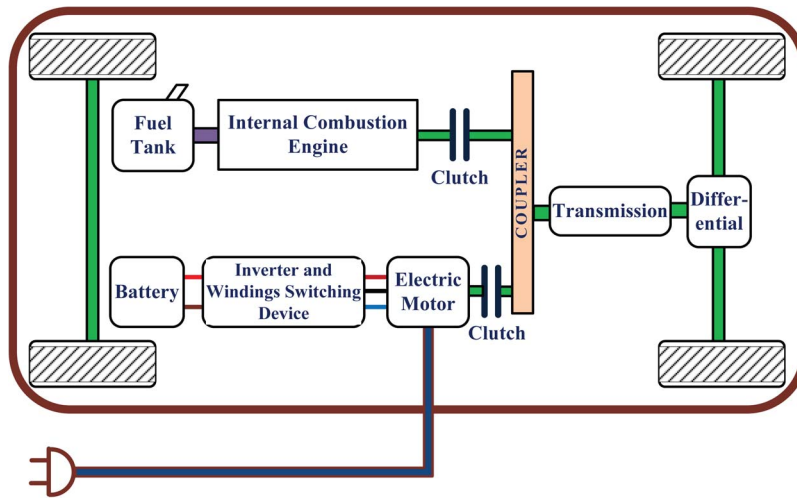 Fuel
Tank
Internal Combustion
Engine
Clutch
COUPLER
Transmission
Differ-
ential
Battery
Inverter and
Windings Switching
Device
Electric
Motor
Clutch